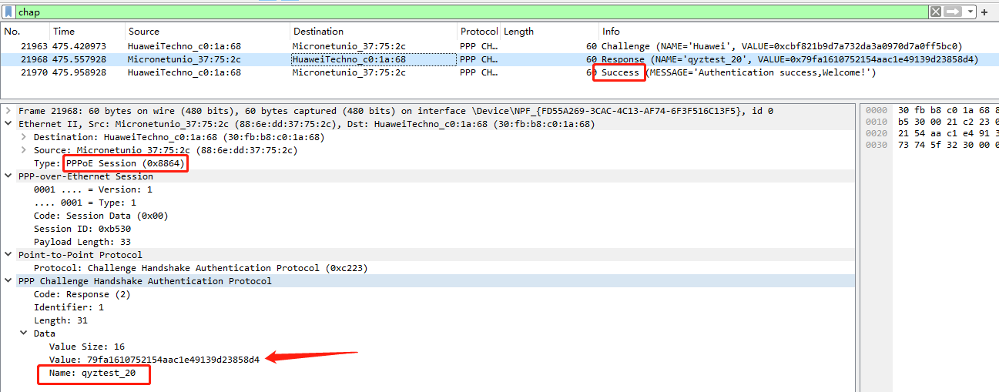 chap
No. Time Source Destination Protocol Length Info
21963 475.420973 HuaweiTechno_c0:1a:68 Micronetunio_37:75:2c PPP CH… 60 Challenge (NAME='Huawei', VALUE=0xcbf821b9d7a732da3a0970d7a0ff5bc0)
21968 475.557928 Micronetunio_37:75:2c HuaweiTechno_c0:1a:68 PPP CH… 60 Response (NAME='qyztest_20', VALUE=0x79fa1610752154aac1e49139d23858d4)
21970 475.958928 HuaweiTechno_c0:1a:68 Micronetunio_37:75:2c PPP CH… 60 Success (MESSAGE='Authentication success,Welcome!')
Frame 21968: 60 bytes on wire (480 bits), 60 bytes captured (480 bits) on interface \Device\NPF_{FD55A269-3CAC-4C13-AF74-6F3F516C13F5}, id 0
Ethernet II, Src: Micronetunio_37:75:2c (88:6e:dd:37:75:2c), Dst: HuaweiTechno_c0:1a:68 (30:fb:b8:c0:1a:68)
Destination: HuaweiTechno_c0:1a:68 (30:fb:b8:c0:1a:68)
Source: Micronetunio_37:75:2c (88:6e:dd:37:75:2c)
Type: PPPoE Session (0x8864)
PPP-over-Ethernet Session
0001 .... = Version: 1
.... 0001 = Type: 1
Code: Session Data (0x00)
Session ID: 0xb530
Payload Length: 33
Point-to-Point Protocol
Protocol: Challenge Handshake Authentication Protocol (0xc223)
PPP Challenge Handshake Authentication Protocol
Code: Response (2)
Identifier: 1
Length: 31
Data
Value Size: 16
Value: 79fa1610752154aac1e49139d23858d4
Name: qyztest_20
0000 30 fb b8 c0 1a 68 8
0010 b5 30 00 21 c2 23 0
0020 21 54 aa c1 e4 91 3
0030 73 74 5f 32 30 00 0